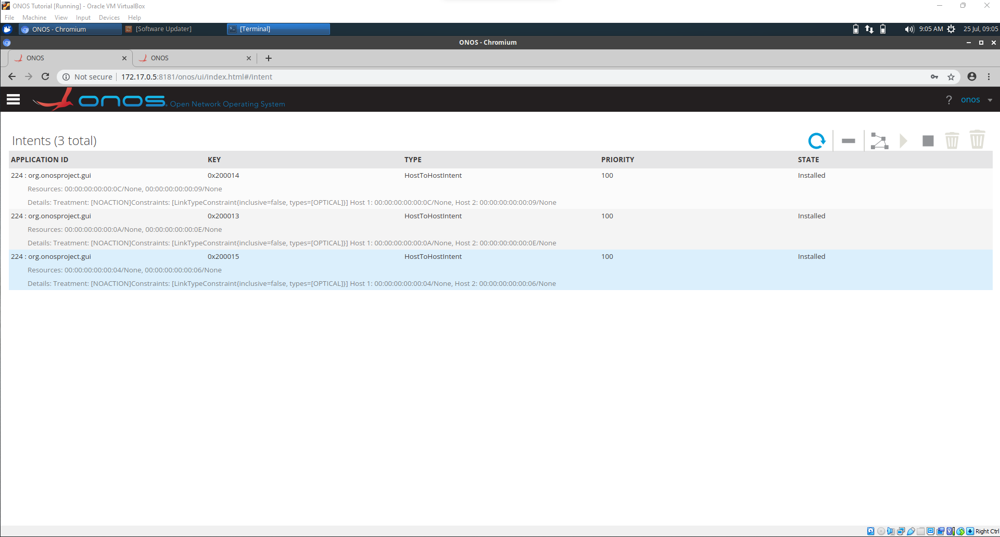 ONOS Tutorial [Running] - Oracle VM VirtualBox
File Machine View Input Devices Help
ONOS - Chromium [Software Updater] [Terminal] 9:05 AM 25 Jul, 09:05
ONOS - Chromium
ONOS ONOS
Not secure 172.17.0.5:8181/onos/ui/index.html#/intent
onos Open Network Operating System ? onos
Intents (3 total)
APPLICATION ID KEY TYPE PRIORITY STATE
224 : org.onosproject.gui 0x200014 HostToHostIntent 100 Installed
Resources: 00:00:00:00:00:0C/None, 00:00:00:00:00:09/None
Details: Treatment: [NOACTION]Constraints: [LinkTypeConstraint{inclusive=false, types=[OPTICAL]}] Host 1: 00:00:00:00:00:0C/None, Host 2: 00:00:00:00:00:09/None
224 : org.onosproject.gui 0x200013 HostToHostIntent 100 Installed
Resources: 00:00:00:00:00:0A/None, 00:00:00:00:00:0E/None
Details: Treatment: [NOACTION]Constraints: [LinkTypeConstraint{inclusive=false, types=[OPTICAL]}] Host 1: 00:00:00:00:00:0A/None, Host 2: 00:00:00:00:00:0E/None
224 : org.onosproject.gui 0x200015 HostToHostIntent 100 Installed
Resources: 00:00:00:00:00:04/None, 00:00:00:00:00:06/None
Details: Treatment: [NOACTION]Constraints: [LinkTypeConstraint{inclusive=false, types=[OPTICAL]}] Host 1: 00:00:00:00:00:04/None, Host 2: 00:00:00:00:00:06/None
Right Ctrl